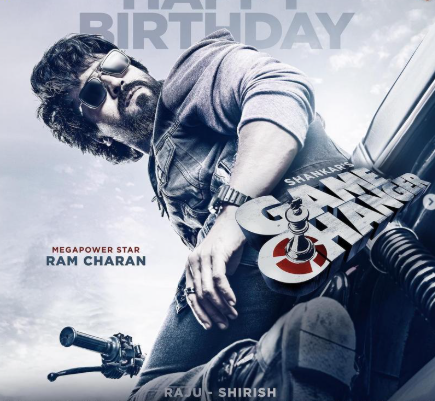 HAPPY
BIRTHDAY
SHANKAR'S
GAME
CHANGER
MEGAPOWER STAR
RAM CHARAN
RAJU - SHIRISH